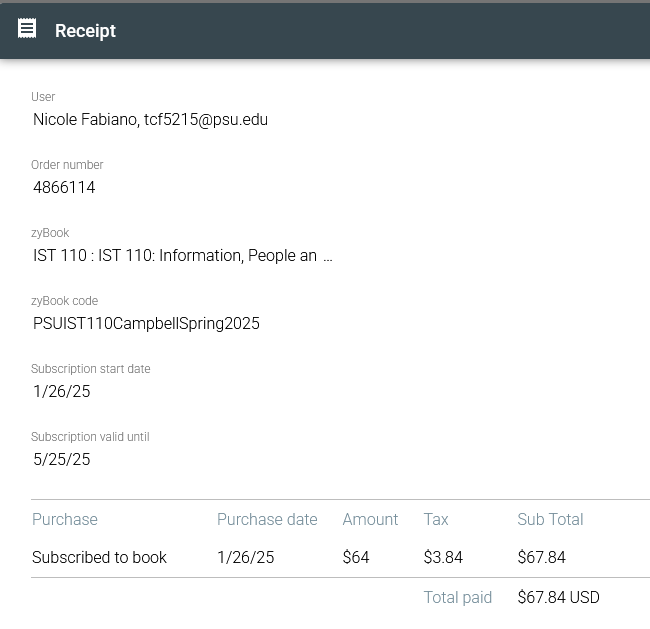 Receipt
User
Nicole Fabiano, tcf5215@psu.edu
Order number
4866114
zyBook
IST 110 : IST 110: Information, People an ...
zyBook code
PSUIST110CampbellSpring2025
Subscription start date
1/26/25
Subscription valid until
5/25/25
Purchase Purchase date Amount Tax Sub Total
Subscribed to book 1/26/25 $64 $3.84 $67.84
Total paid $67.84 USD